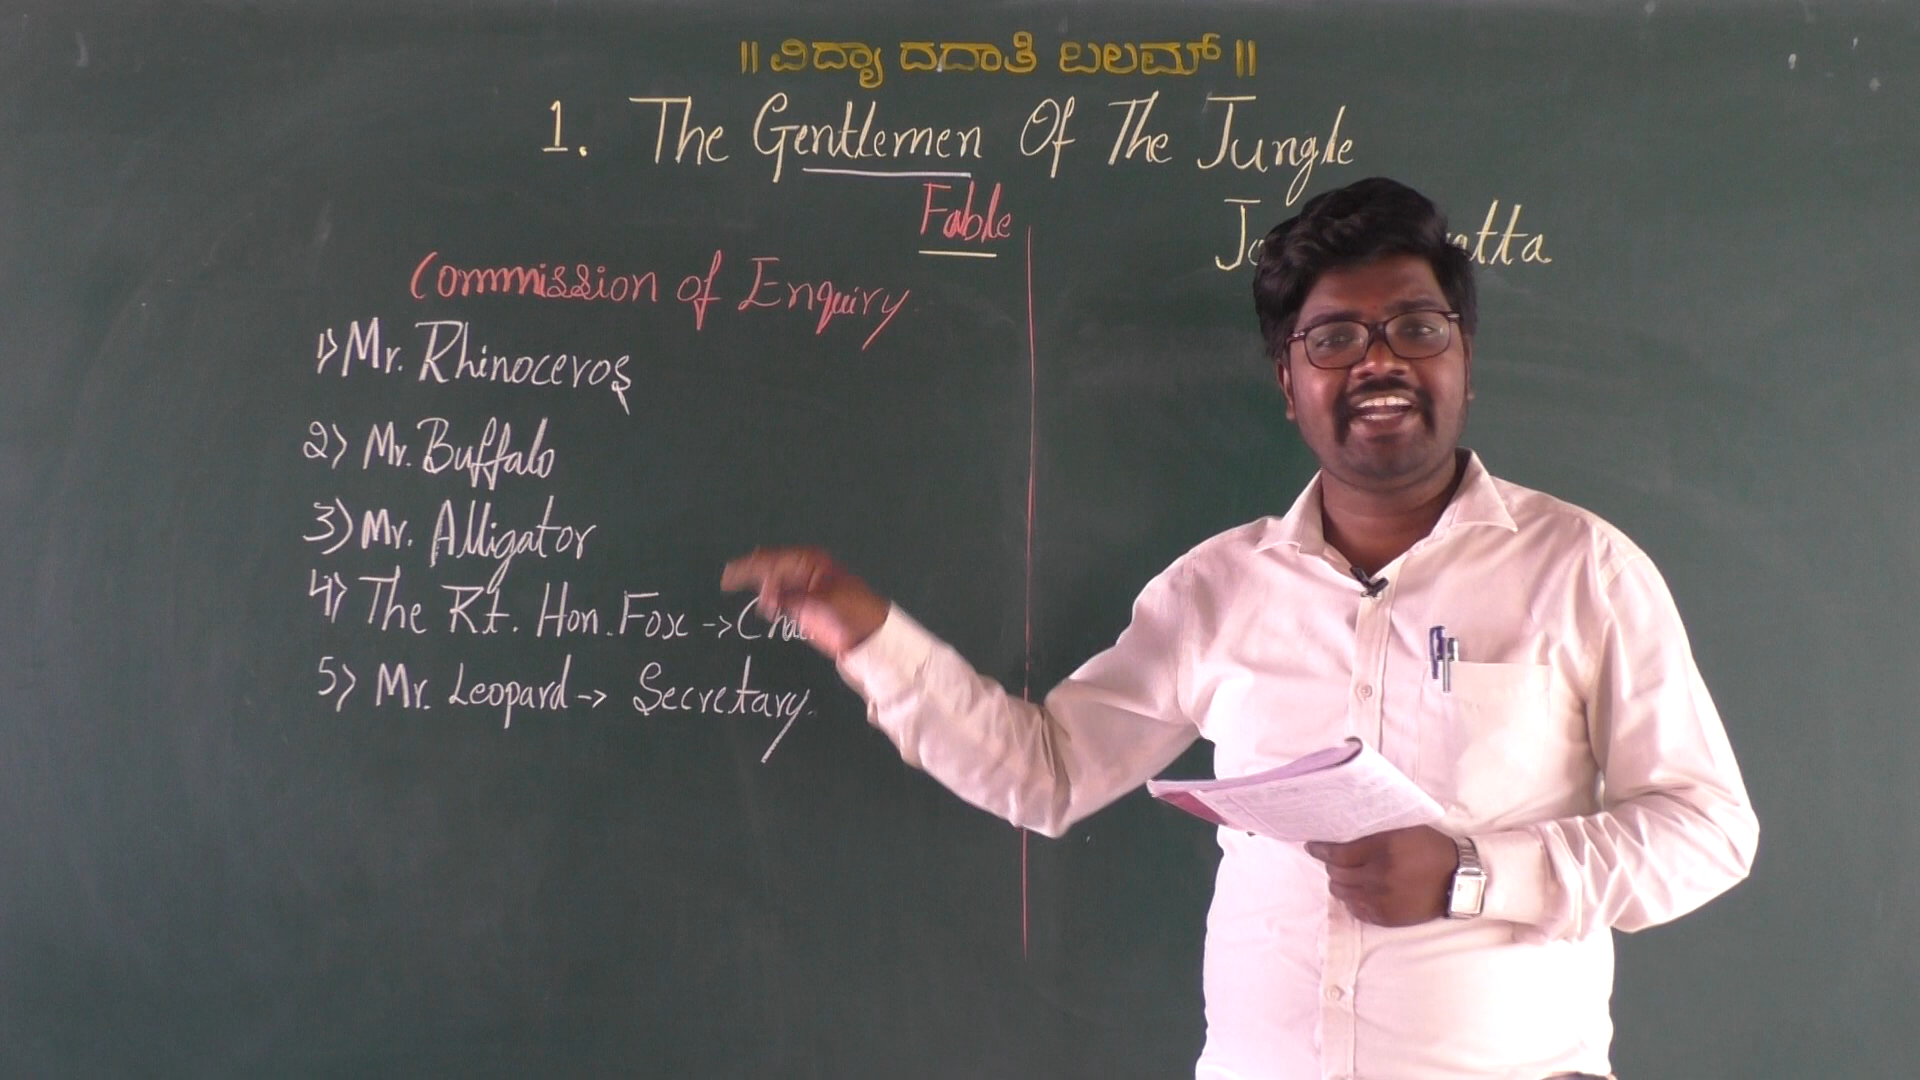 ॥ ವಿದ್ಯಾ ದದಾತಿ ಬಲಮ್ ॥
1. The Gentlemen Of The Jungle
Fable
Commission of Enquiry
1) Mr. Rhinoceros
2) Mr. Buffalo
3) Mr. Alligator
4) The Rt. Hon. Fox ->
5) Mr. Leopard -> Secretary.